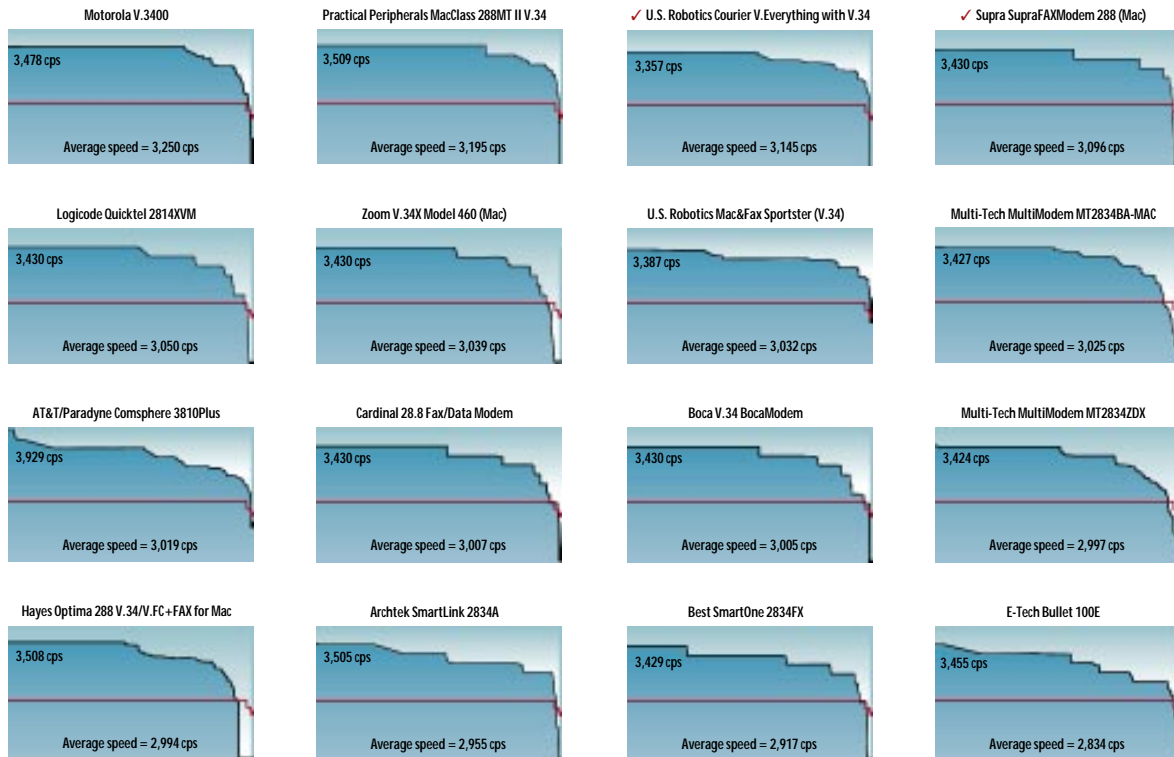 Motorola V.3400
3,478 cps
Average speed = 3,250 cps
Practical Peripherals MacClass 288MT II V.34
3,509 cps
Average speed = 3,195 cps
✓ U.S. Robotics Courier V.Everything with V.34
3,357 cps
Average speed = 3,145 cps
✓ Supra SupraFAXModem 288 (Mac)
3,430 cps
Average speed = 3,096 cps
Logicode Quicktel 2814XVM
3,430 cps
Average speed = 3,050 cps
Zoom V.34X Model 460 (Mac)
3,430 cps
Average speed = 3,039 cps
U.S. Robotics Mac&Fax Sportster (V.34)
3,387 cps
Average speed = 3,032 cps
Multi-Tech MultiModem MT2834BA-MAC
3,427 cps
Average speed = 3,025 cps
AT&T/Paradyne Comsphere 3810Plus
3,929 cps
Average speed = 3,019 cps
Cardinal 28.8 Fax/Data Modem
3,430 cps
Average speed = 3,007 cps
Boca V.34 BocaModem
3,430 cps
Average speed = 3,005 cps
Multi-Tech MultiModem MT2834ZDX
3,424 cps
Average speed = 2,997 cps
Hayes Optima 288 V.34/V.FC+FAX for Mac
3,508 cps
Average speed = 2,994 cps
Archtek SmartLink 2834A
3,505 cps
Average speed = 2,955 cps
Best SmartOne 2834FX
3,429 cps
Average speed = 2,917 cps
E-Tech Bullet 100E
3,455 cps
Average speed = 2,834 cps